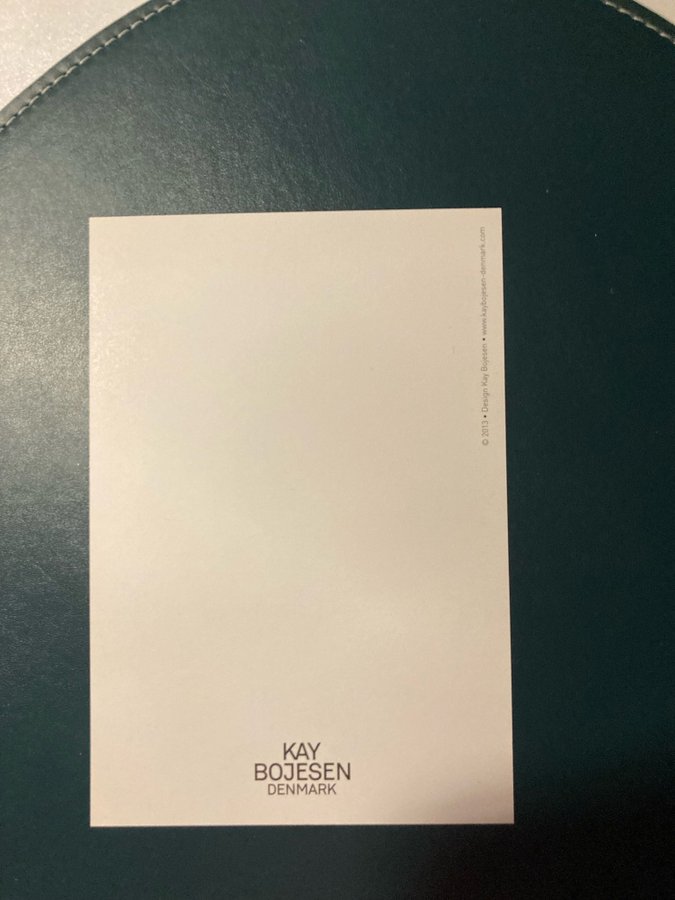 © 2013 • Design Kay Bojesen • www.kaybojesen-denmark.com
KAY
BOJESEN
DENMARK